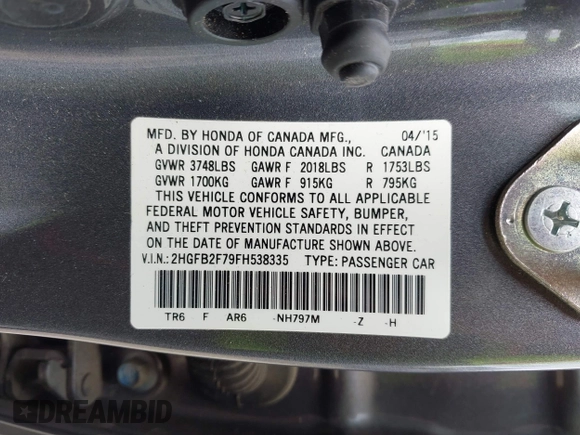 MFD. BY HONDA OF CANADA MFG., 04/'15
A DIVISION OF HONDA CANADA INC. CANADA
GVWR 3748LBS GAWR F 2018LBS R 1753LBS
GVWR 1700KG GAWR F 915KG R 795KG
THIS VEHICLE CONFORMS TO ALL APPLICABLE
FEDERAL MOTOR VEHICLE SAFETY, BUMPER,
AND THEFT PREVENTION STANDARDS IN EFFECT
ON THE DATE OF MANUFACTURE SHOWN ABOVE.
V.I.N.: 2HGFB2F79FH538335 TYPE: PASSENGER CAR
TR6 F AR6 -NH797M -Z -H
DREAMBID